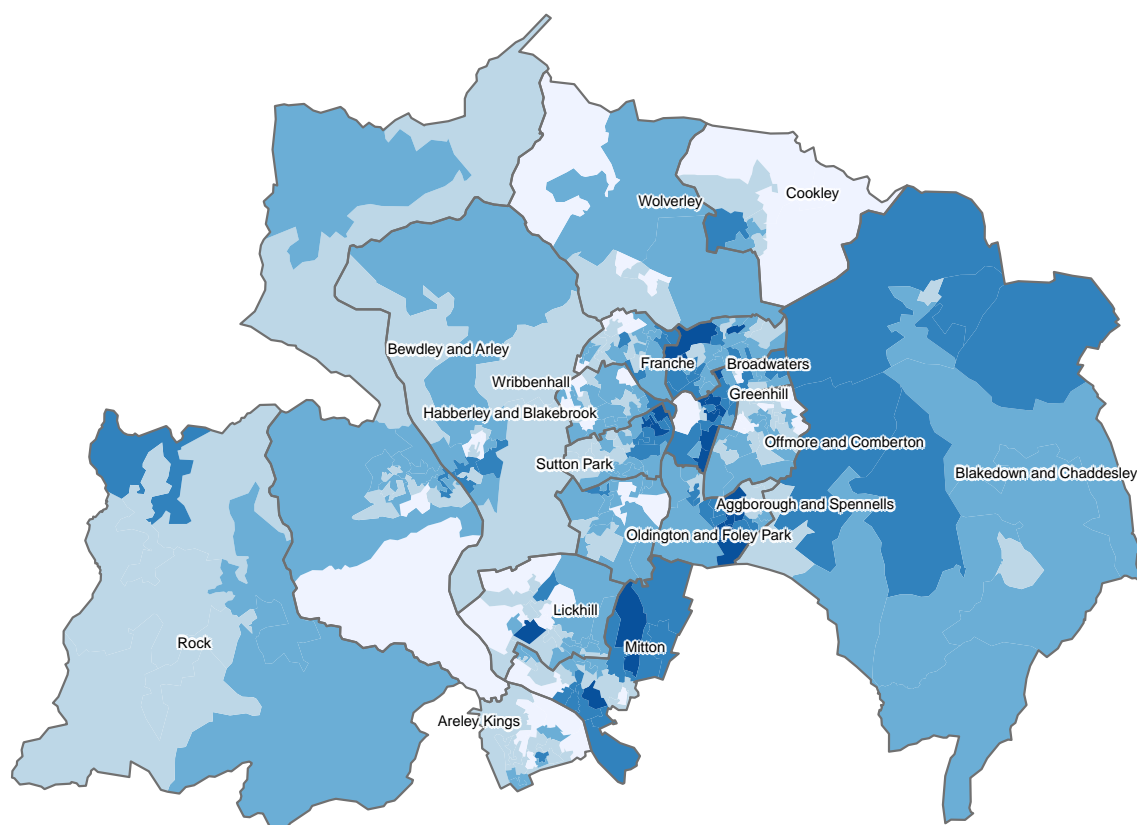 Cookley
Wolverley
Bewdley and Arley
Franche
Broadwaters
Wribbenhall
Greenhill
Habberley and Blakebrook
Offmore and Comberton
Sutton Park
Blakedown and Chaddesley
Aggborough and Spennells
Oldington and Foley Park
Lickhill
Rock
Mitton
Areley Kings